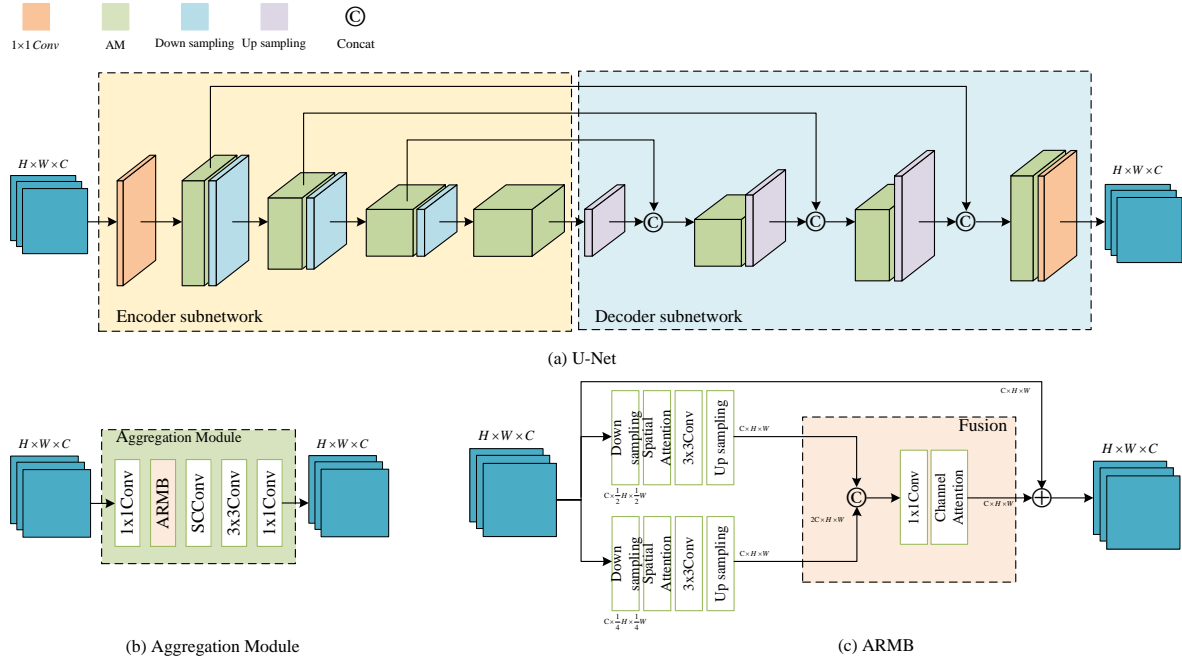 1×1 Conv
AM
Down sampling
Up sampling
C
Concat
H×W×C
H×W×C
C
C
C
Encoder subnetwork
Decoder subnetwork
(a) U-Net
H×W×C
Aggregation Module
1x1Conv
ARMB
SCConv
3x3Conv
1x1Conv
H×W×C
(b) Aggregation Module
H×W×C
Down
sampling
Spatial
Attention
3x3Conv
Up sampling
C×H×W
C×1/2H×1/2W
Down
sampling
Spatial
Attention
3x3Conv
Up sampling
C×H×W
C×1/4H×1/4W
C×H×W
Fusion
C
2C×H×W
1x1Conv
Channel
Attention
C×H×W
H×W×C
(c) ARMB